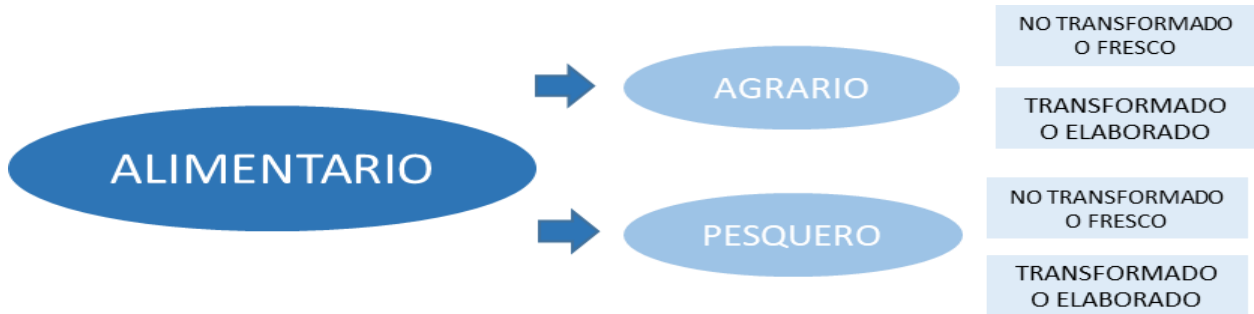 ALIMENTARIO
AGRARIO
NO TRANSFORMADO
O FRESCO
TRANSFORMADO
O ELABORADO
PESQUERO
NO TRANSFORMADO
O FRESCO
TRANSFORMADO
O ELABORADO